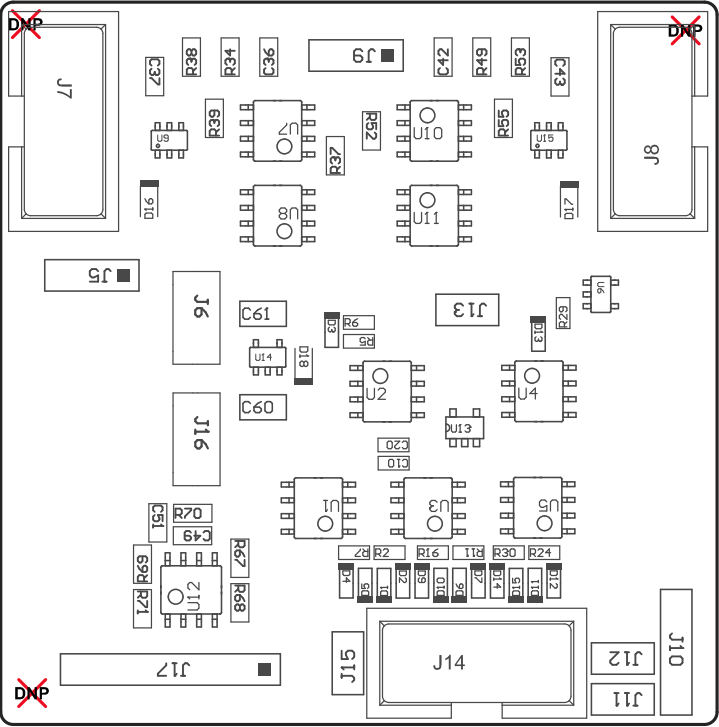 DNP
DNP
J7
C37
R38
R34
C36
J9
C42
R49
R53
C43
J8
U9
R39
U7
R37
R52
U10
R55
U15
D16
U8
U11
D17
J5
J6
C61
D3
R6
R5
J13
D13
R29
U6
U14
D18
J16
C60
U2
U4
U13
C20
C10
C51
R70
C49
U1
U3
U5
R69
R67
R7
R2
R16
R11
R30
R24
R71
U12
R68
D4
D5
D1
D2
D9
D10
D6
D7
D14
D15
D11
D12
DNP
J17
J15
J14
J12
J11
J10